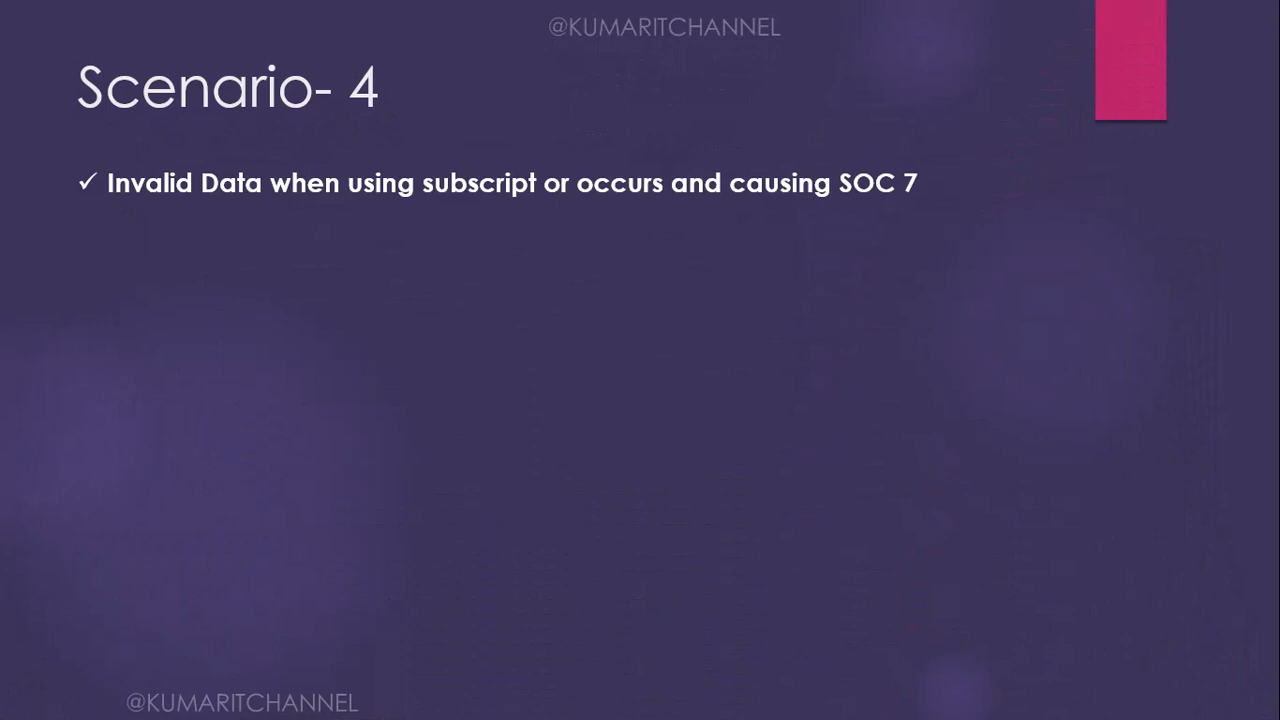 @KUMARITCHANNEL
Scenario- 4
✓ Invalid Data when using subscript or occurs and causing SOC 7
@KUMARITCHANNEL